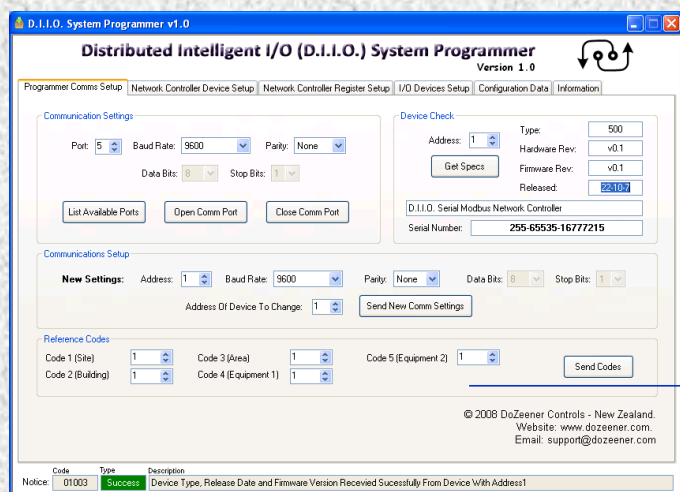 D.I.I.O. System Programmer v1.0
Distributed Intelligent I/O (D.I.I.O.) System Programmer
Version 1.0
Programmer Comms Setup Network Controller Device Setup Network Controller Register Setup I/O Devices Setup Configuration Data Information
Communication Settings
Port: 5 Baud Rate: 9600 Parity: None
Data Bits: 8 Stop Bits: 1
List Available Ports Open Comm Port Close Comm Port
Device Check
Address: 1
Get Specs
Type: 500
Hardware Rev: v0.1
Firmware Rev: v0.1
Released: 22-10-7
D.I.I.O. Serial Modbus Network Controller
Serial Number: 255-65535-16777215
Communications Setup
New Settings: Address: 1 Baud Rate: 9600 Parity: None Data Bits: 8 Stop Bits: 1
Address Of Device To Change: 1 Send New Comm Settings
Reference Codes
Code 1 (Site) 1 Code 3 (Area) 1 Code 5 (Equipment 2) 1
Code 2 (Building) 1 Code 4 (Equipment 1) 1
Send Codes
© 2008 DoZeener Controls - New Zealand.
Website: www.dozeener.com.
Email: support@dozeener.com
Code Type Description
Notice: 01003 Success Device Type, Release Date and Firmware Version Recevied Sucessfully From Device With Address1